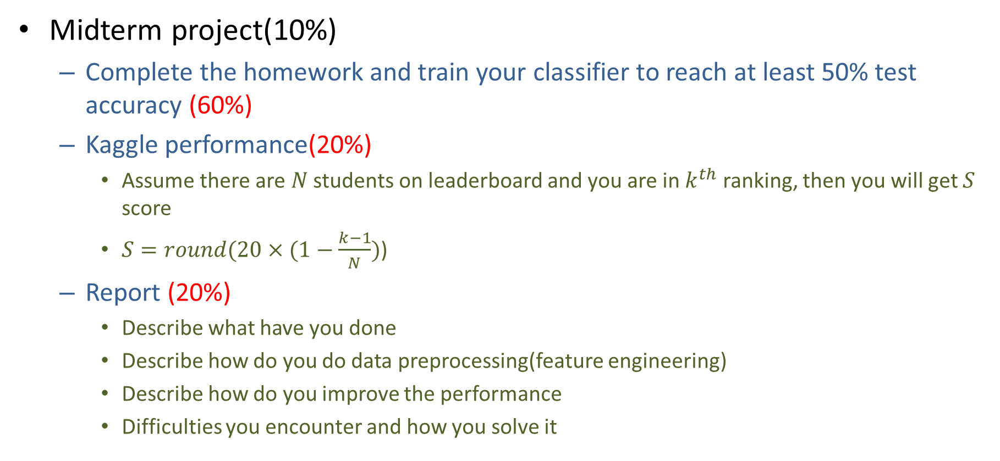 • Midterm project(10%)
– Complete the homework and train your classifier to reach at least 50% test
accuracy (60%)
– Kaggle performance(20%)
• Assume there are N students on leaderboard and you are in k^th ranking, then you will get S
score
• S = round(20 × (1 − (k−1)/N))
– Report (20%)
• Describe what have you done
• Describe how do you do data preprocessing(feature engineering)
• Describe how do you improve the performance
• Difficulties you encounter and how you solve it